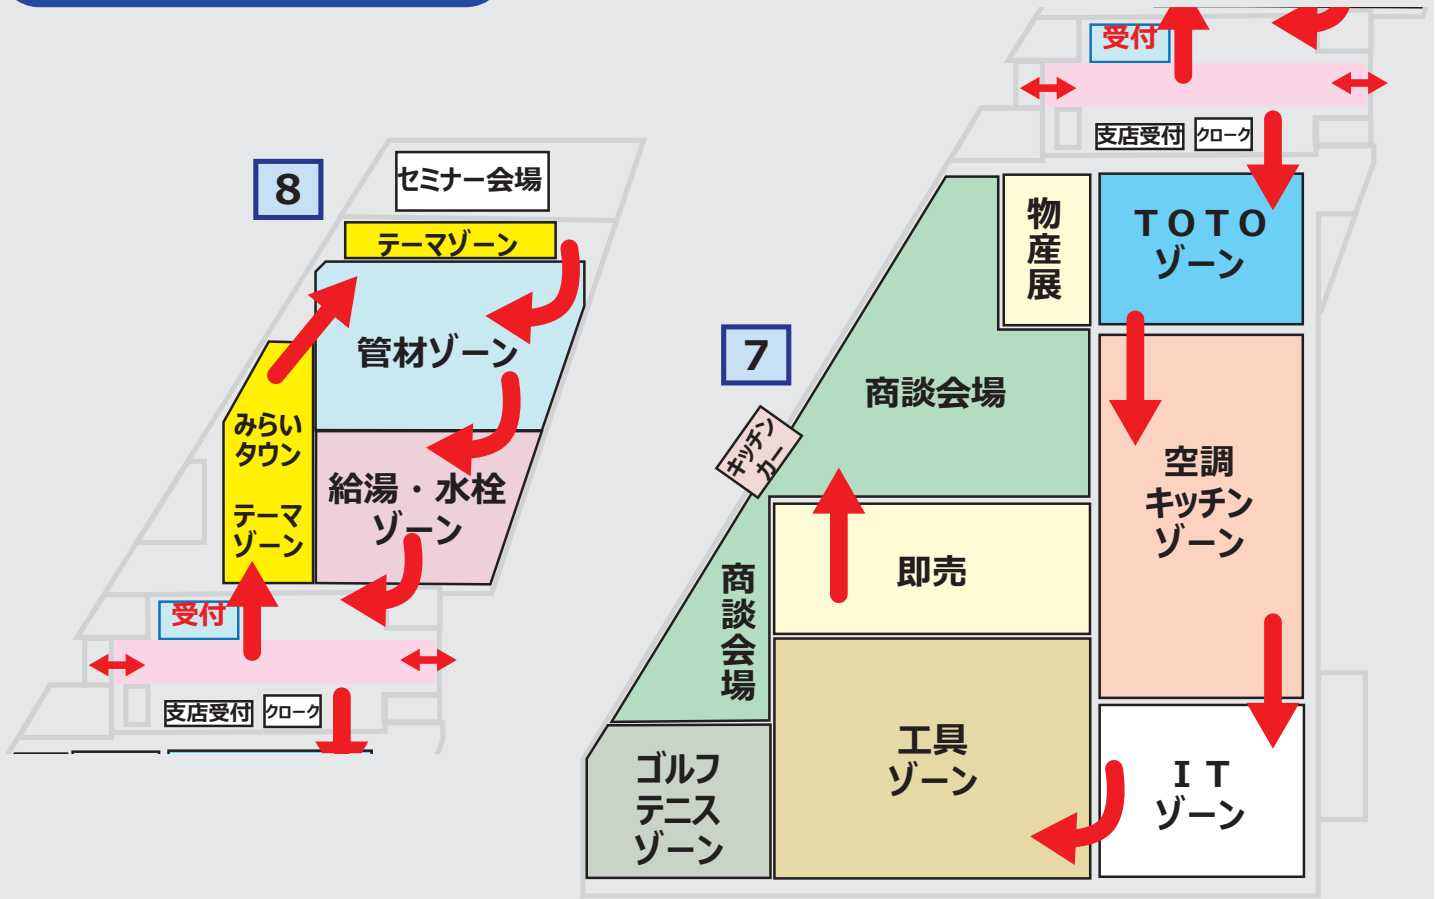 8
セミナー会場
テーマゾーン
管材ゾーン
みらい
タウン
テーマ
ゾーン
給湯・水栓
ゾーン
受付
支店受付
クローク
受付
支店受付
クローク
7
物産展
ＴＯＴＯ
ゾーン
商談会場
キッチン
カー
空調
キッチン
ゾーン
即売
商談会場
工具
ゾーン
ゴルフ
テニス
ゾーン
ＩＴ
ゾーン